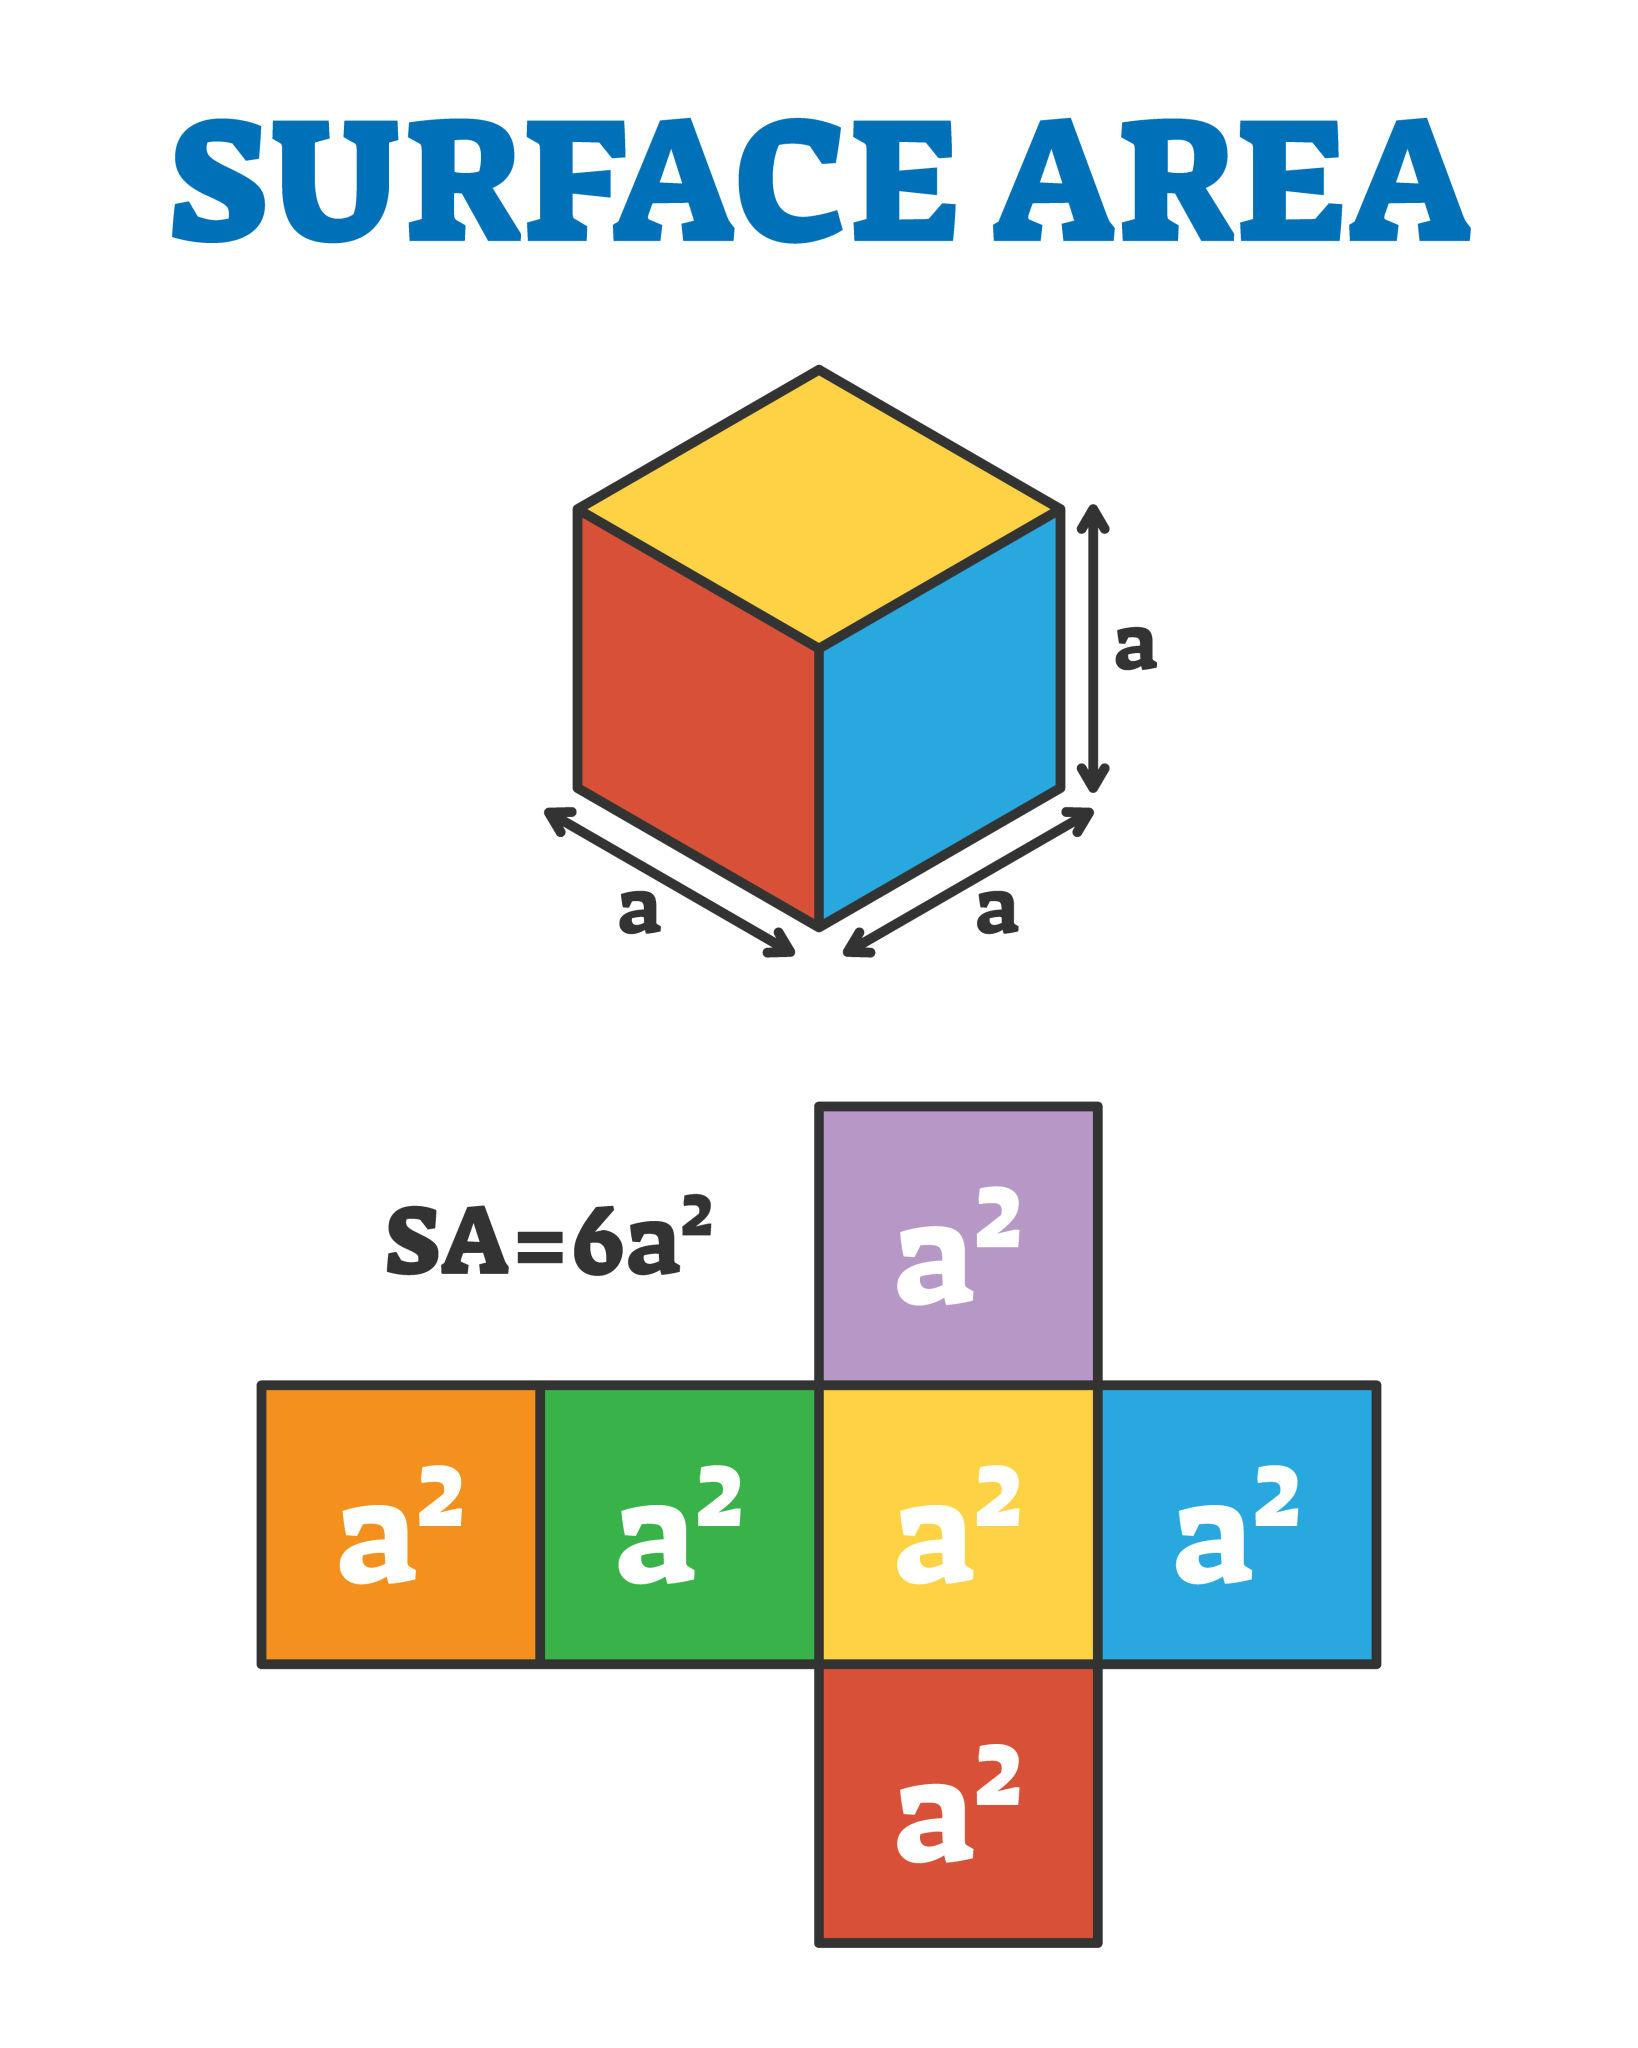 SURFACE AREA
a
a a
SA=6a²
a²
a² a² a² a²
a²